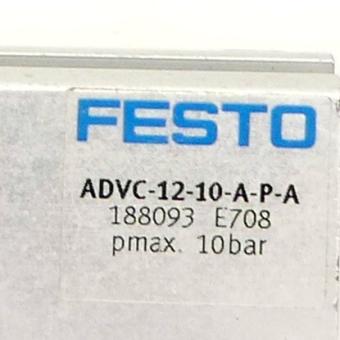 FESTO
ADVC-12-10-A-P-A
188093 E708
pmax. 10bar